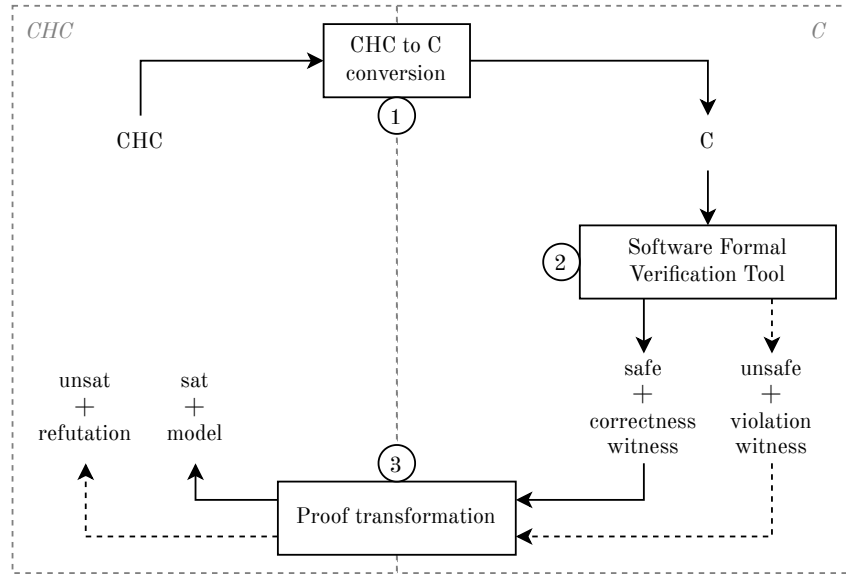 CHC
C
CHC to C
conversion
1
CHC
C
2
Software Formal
Verification Tool
unsat
+
refutation
sat
+
model
safe
+
correctness
witness
unsafe
+
violation
witness
3
Proof transformation